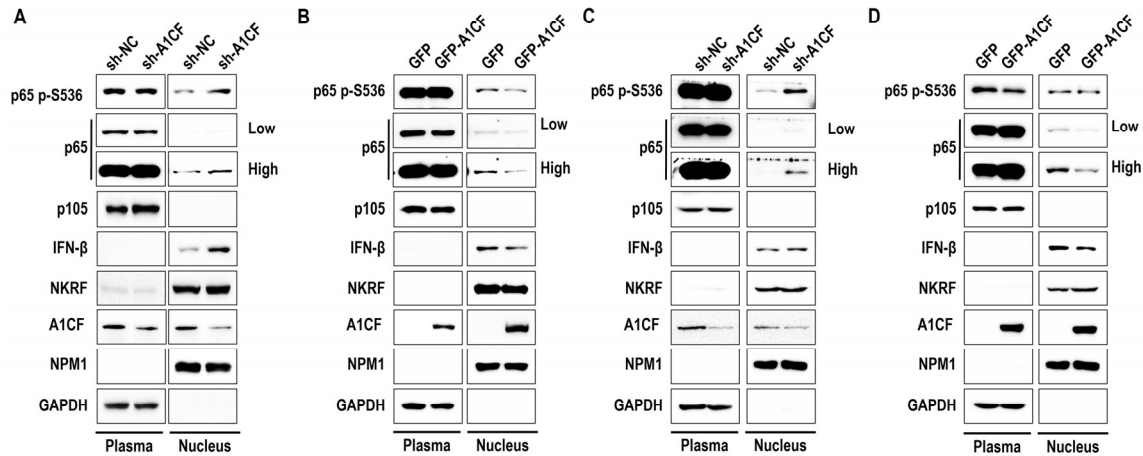 A B C D
sh-NC sh-A1CF sh-NC sh-A1CF GFP GFP-A1CF GFP GFP-A1CF sh-NC sh-A1CF sh-NC sh-A1CF GFP GFP-A1CF GFP GFP-A1CF
p65 p-S536 p65 p-S536 p65 p-S536 p65 p-S536
Low Low Low Low
p65 p65 p65 p65
High High High High
p105 p105 p105 p105
IFN-β IFN-β IFN-β IFN-β
NKRF NKRF NKRF NKRF
A1CF A1CF A1CF A1CF
NPM1 NPM1 NPM1 NPM1
GAPDH GAPDH GAPDH GAPDH
Plasma Nucleus Plasma Nucleus Plasma Nucleus Plasma Nucleus